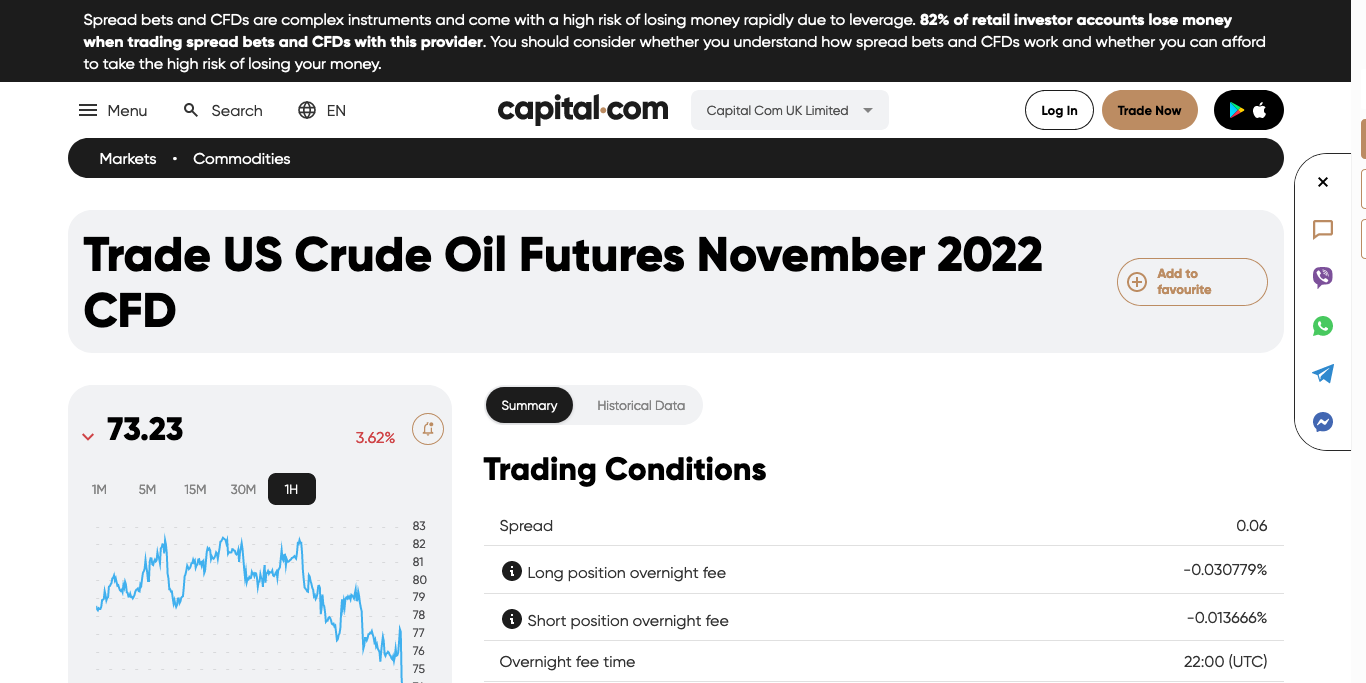 Spread bets and CFDs are complex instruments and come with a high risk of losing money rapidly due to leverage. 82% of retail investor accounts lose money
when trading spread bets and CFDs with this provider. You should consider whether you understand how spread bets and CFDs work and whether you can afford
to take the high risk of losing your money.
Menu
Search
EN
capital.com
Capital Com UK Limited
Log In
Trade Now
Markets • Commodities
Trade US Crude Oil Futures November 2022
CFD
Add to
favourite
73.23
3.62%
1M 5M 15M 30M 1H
83
82
81
80
79
78
77
76
75
Summary
Historical Data
Trading Conditions
Spread 0.06
Long position overnight fee -0.030779%
Short position overnight fee -0.013666%
Overnight fee time 22:00 (UTC)